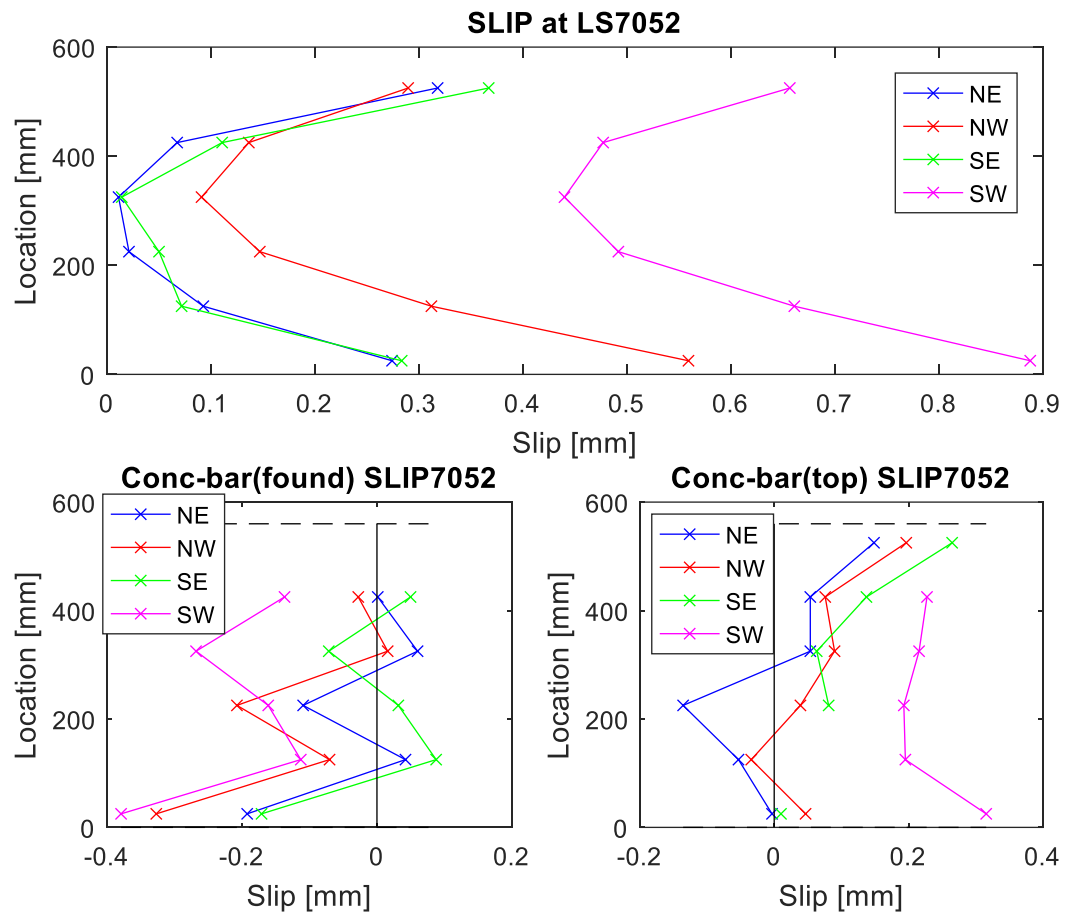 SLIP at LS7052
600
400
200
0
Location [mm]
NE
NW
SE
SW
0 0.1 0.2 0.3 0.4 0.5 0.6 0.7 0.8 0.9
Slip [mm]
Conc-bar(found) SLIP7052
600
400
200
0
Location [mm]
NE
NW
SE
SW
-0.4 -0.2 0 0.2
Slip [mm]
Conc-bar(top) SLIP7052
600
400
200
0
Location [mm]
NE
NW
SE
SW
-0.2 0 0.2 0.4
Slip [mm]